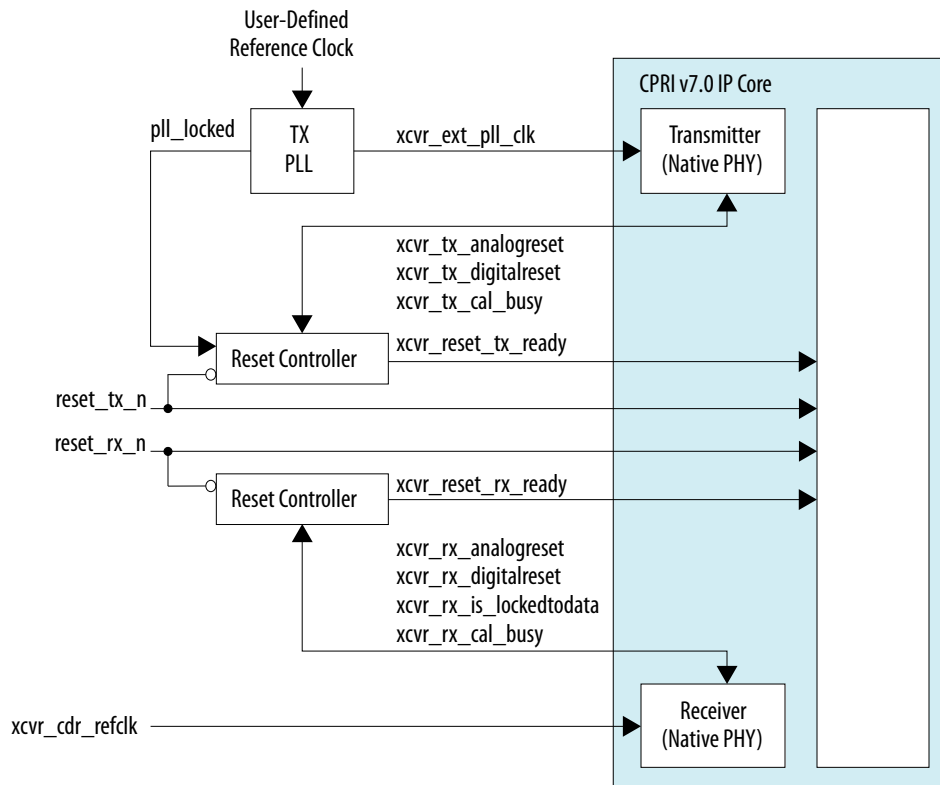 User-Defined
Reference Clock
CPRI v7.0 IP Core
pll_locked
TX
PLL
xcvr_ext_pll_clk
Transmitter
(Native PHY)
xcvr_tx_analogreset
xcvr_tx_digitalreset
xcvr_tx_cal_busy
Reset Controller
xcvr_reset_tx_ready
reset_tx_n
reset_rx_n
Reset Controller
xcvr_reset_rx_ready
xcvr_rx_analogreset
xcvr_rx_digitalreset
xcvr_rx_is_lockedtodata
xcvr_rx_cal_busy
xcvr_cdr_refclk
Receiver
(Native PHY)